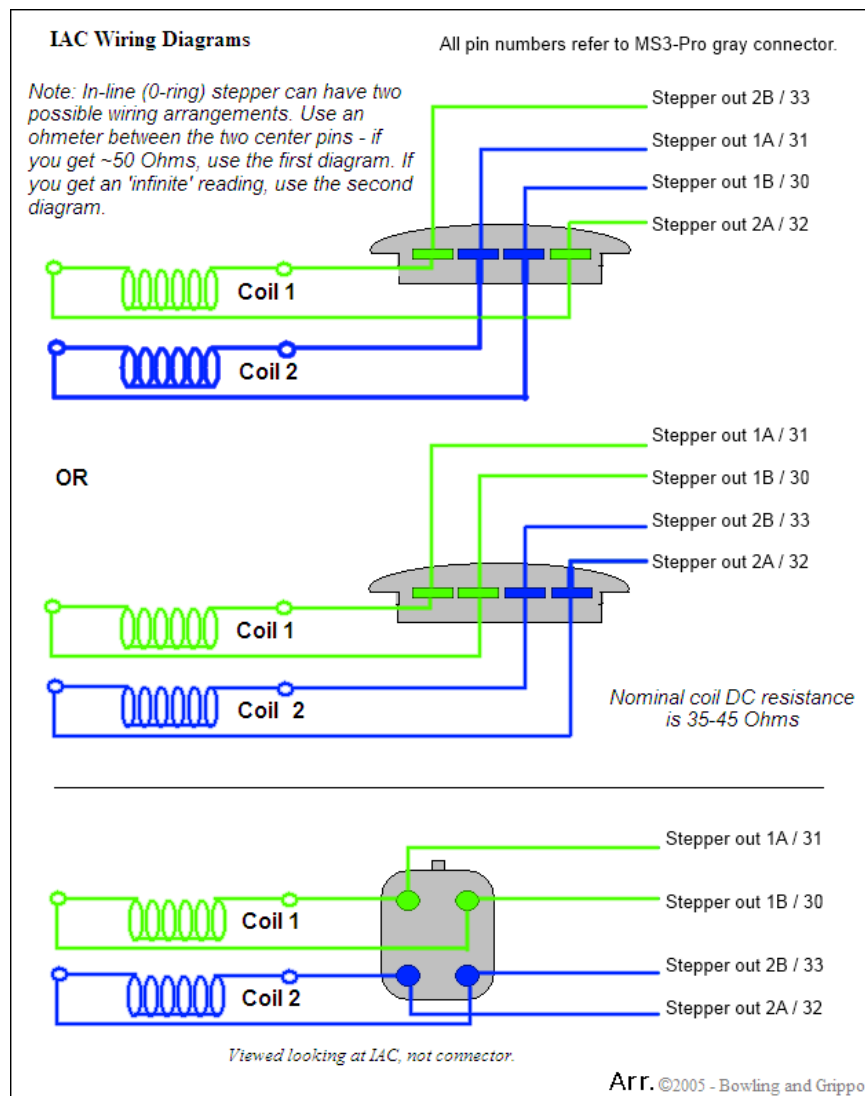 IAC Wiring Diagrams
All pin numbers refer to MS3-Pro gray connector.
Note: In-line (0-ring) stepper can have two
possible wiring arrangements. Use an
ohmeter between the two center pins - if
you get ~50 Ohms, use the first diagram. If
you get an 'infinite' reading, use the second
diagram.
Stepper out 2B / 33
Stepper out 1A / 31
Stepper out 1B / 30
Stepper out 2A / 32
Coil 1
Coil 2
OR
Stepper out 1A / 31
Stepper out 1B / 30
Stepper out 2B / 33
Stepper out 2A / 32
Coil 1
Coil 2
Nominal coil DC resistance
is 35-45 Ohms
Stepper out 1A / 31
Stepper out 1B / 30
Stepper out 2B / 33
Stepper out 2A / 32
Coil 1
Coil 2
Viewed looking at IAC, not connector.
Arr. ©2005 - Bowling and Grippo